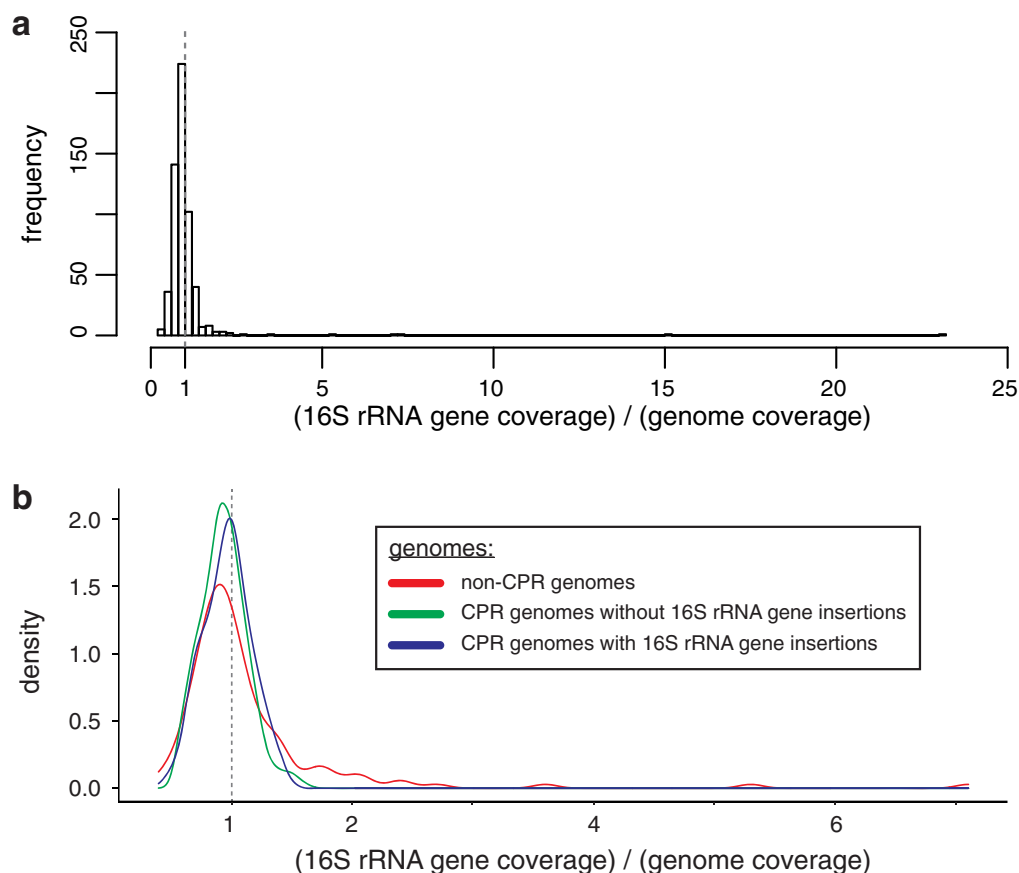 a
250
150
50
0
frequency
0 1 5 10 15 20 25
(16S rRNA gene coverage) / (genome coverage)
b
2.0
1.5
1.0
0.5
0.0
density
genomes:
non-CPR genomes
CPR genomes without 16S rRNA gene insertions
CPR genomes with 16S rRNA gene insertions
1 2 4 6
(16S rRNA gene coverage) / (genome coverage)